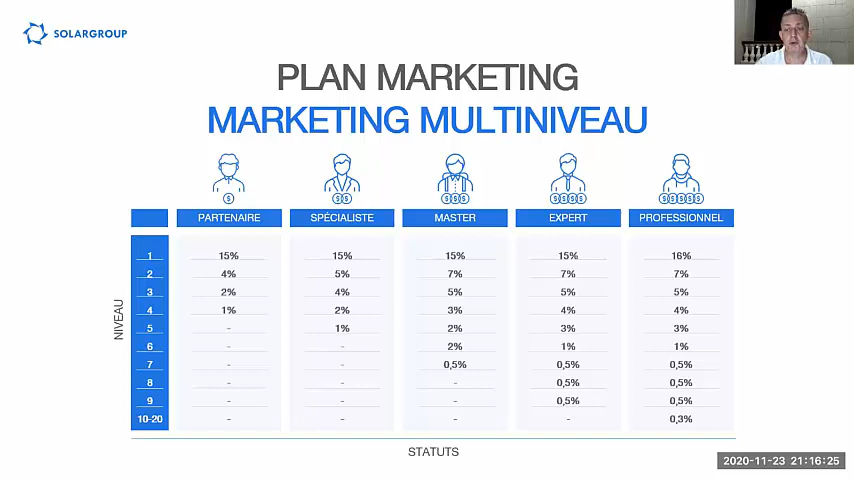 SOLARGROUP
PLAN MARKETING
MARKETING MULTINIVEAU
PARTENAIRE SPÉCIALISTE MASTER EXPERT PROFESSIONNEL
1 15% 15% 15% 15% 16%
2 4% 5% 7% 7% 7%
3 2% 4% 5% 5% 5%
4 1% 2% 3% 4% 4%
5 - 1% 2% 3% 3%
6 - - 2% 1% 1%
7 - - 0,5% 0,5% 0,5%
8 - - - 0,5% 0,5%
9 - - - 0,5% 0,5%
10-20 - - - - 0,3%
NIVEAU
STATUTS
2020-11-23 21:16:25